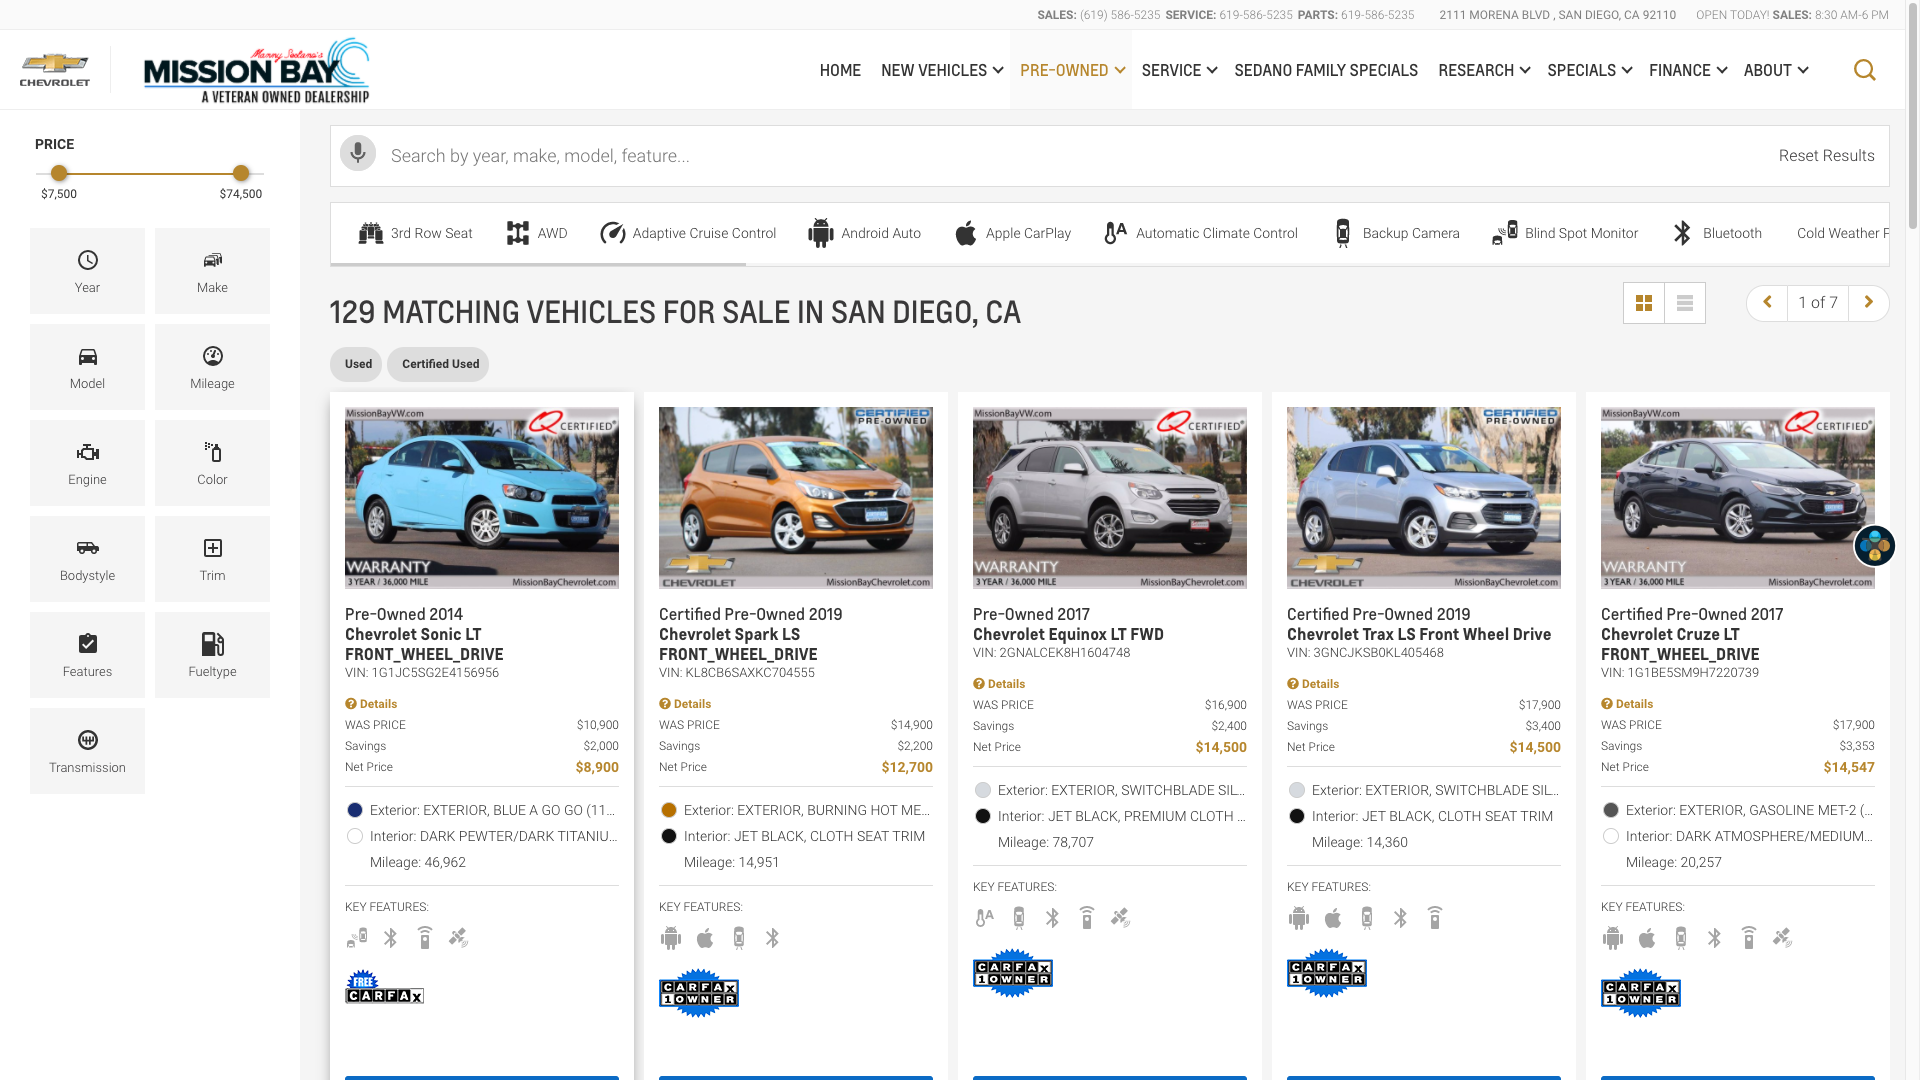 SALES: (619) 586-5235 SERVICE: 619-586-5235 PARTS: 619-586-5235 2111 MORENA BLVD , SAN DIEGO, CA 92110 OPEN TODAY! SALES: 8:30 AM-6 PM
CHEVROLET
Manny Sedano's
MISSION BAY
A VETERAN OWNED DEALERSHIP
HOME NEW VEHICLES PRE-OWNED SERVICE SEDANO FAMILY SPECIALS RESEARCH SPECIALS FINANCE ABOUT
PRICE
$7,500 $74,500
Year Make
Model Mileage
Engine Color
Bodystyle Trim
Features Fueltype
Transmission
Search by year, make, model, feature... Reset Results
3rd Row Seat AWD Adaptive Cruise Control Android Auto Apple CarPlay Automatic Climate Control Backup Camera Blind Spot Monitor Bluetooth Cold Weather
129 MATCHING VEHICLES FOR SALE IN SAN DIEGO, CA
1 of 7
Used Certified Used
MissionBayVW.com
Q CERTIFIED
WARRANTY
3 YEAR / 36,000 MILE MissionBayChevrolet.com
Pre-Owned 2014
Chevrolet Sonic LT
FRONT_WHEEL_DRIVE
VIN: 1G1JC5SG2E4156956
Details
WAS PRICE $10,900
Savings $2,000
Net Price $8,900
Exterior: EXTERIOR, BLUE A GO GO (11...
Interior: DARK PEWTER/DARK TITANIU...
Mileage: 46,962
KEY FEATURES:
FREE
CARFAX
CERTIFIED
PRE-OWNED
CHEVROLET MissionBayChevrolet.com
Certified Pre-Owned 2019
Chevrolet Spark LS
FRONT_WHEEL_DRIVE
VIN: KL8CB6SAXKC704555
Details
WAS PRICE $14,900
Savings $2,200
Net Price $12,700
Exterior: EXTERIOR, BURNING HOT ME...
Interior: JET BLACK, CLOTH SEAT TRIM
Mileage: 14,951
KEY FEATURES:
CARFAX
1 OWNER
MissionBayVW.com
Q CERTIFIED
WARRANTY
3 YEAR / 36,000 MILE MissionBayChevrolet.com
Pre-Owned 2017
Chevrolet Equinox LT FWD
VIN: 2GNALCEK8H1604748
Details
WAS PRICE $16,900
Savings $2,400
Net Price $14,500
Exterior: EXTERIOR, SWITCHBLADE SIL...
Interior: JET BLACK, PREMIUM CLOTH ...
Mileage: 78,707
KEY FEATURES:
CARFAX
1 OWNER
CERTIFIED
PRE-OWNED
CHEVROLET MissionBayChevrolet.com
Certified Pre-Owned 2019
Chevrolet Trax LS Front Wheel Drive
VIN: 3GNCJKSB0KL405468
Details
WAS PRICE $17,900
Savings $3,400
Net Price $14,500
Exterior: EXTERIOR, SWITCHBLADE SIL...
Interior: JET BLACK, CLOTH SEAT TRIM
Mileage: 14,360
KEY FEATURES:
CARFAX
1 OWNER
MissionBayVW.com
Q CERTIFIED
WARRANTY
3 YEAR / 36,000 MILE MissionBayChevrolet.com
Certified Pre-Owned 2017
Chevrolet Cruze LT
FRONT_WHEEL_DRIVE
VIN: 1G1BE5SM9H7220739
Details
WAS PRICE $17,900
Savings $3,353
Net Price $14,547
Exterior: EXTERIOR, GASOLINE MET-2 (...
Interior: DARK ATMOSPHERE/MEDIUM...
Mileage: 20,257
KEY FEATURES:
CARFAX
1 OWNER